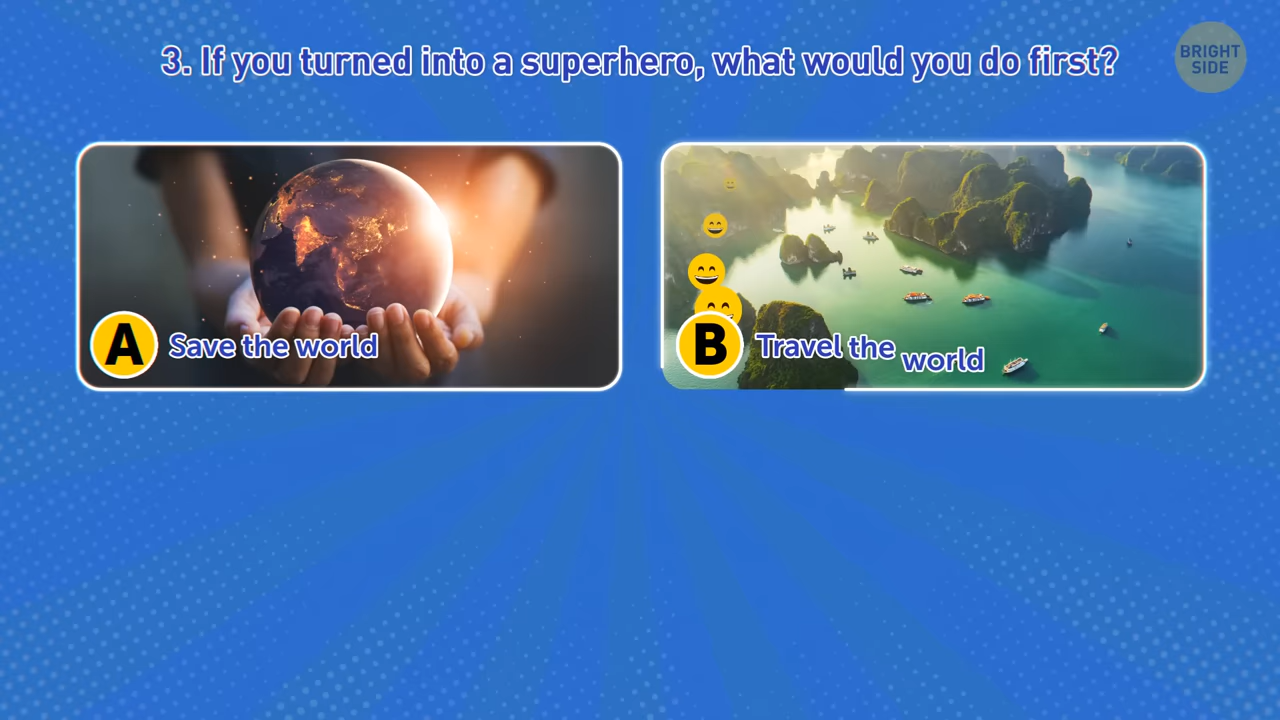 3. If you turned into a superhero, what would you do first?
BRIGHT
SIDE
A Save the world
B Travel the world